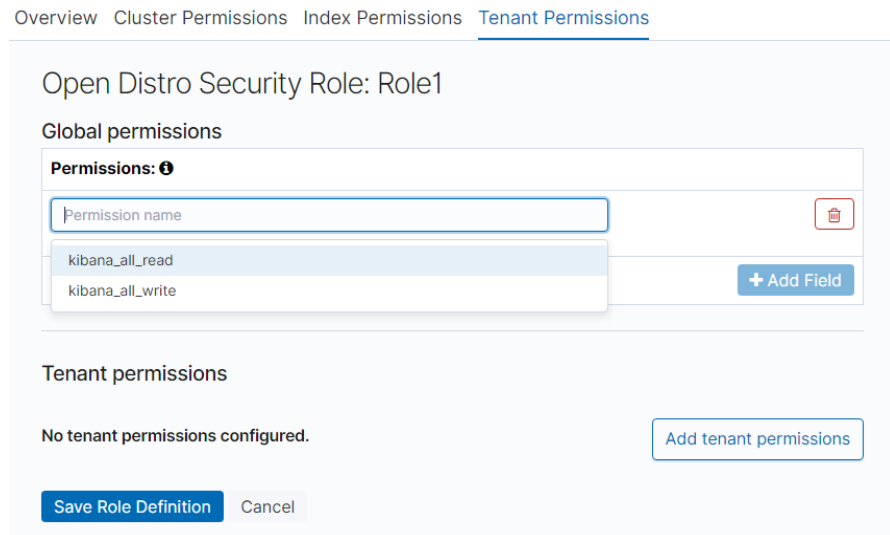 Overview Cluster Permissions Index Permissions Tenant Permissions
Open Distro Security Role: Role1
Global permissions
Permissions:
Permission name
kibana_all_read
kibana_all_write
+ Add Field
Tenant permissions
No tenant permissions configured.
Add tenant permissions
Save Role Definition Cancel